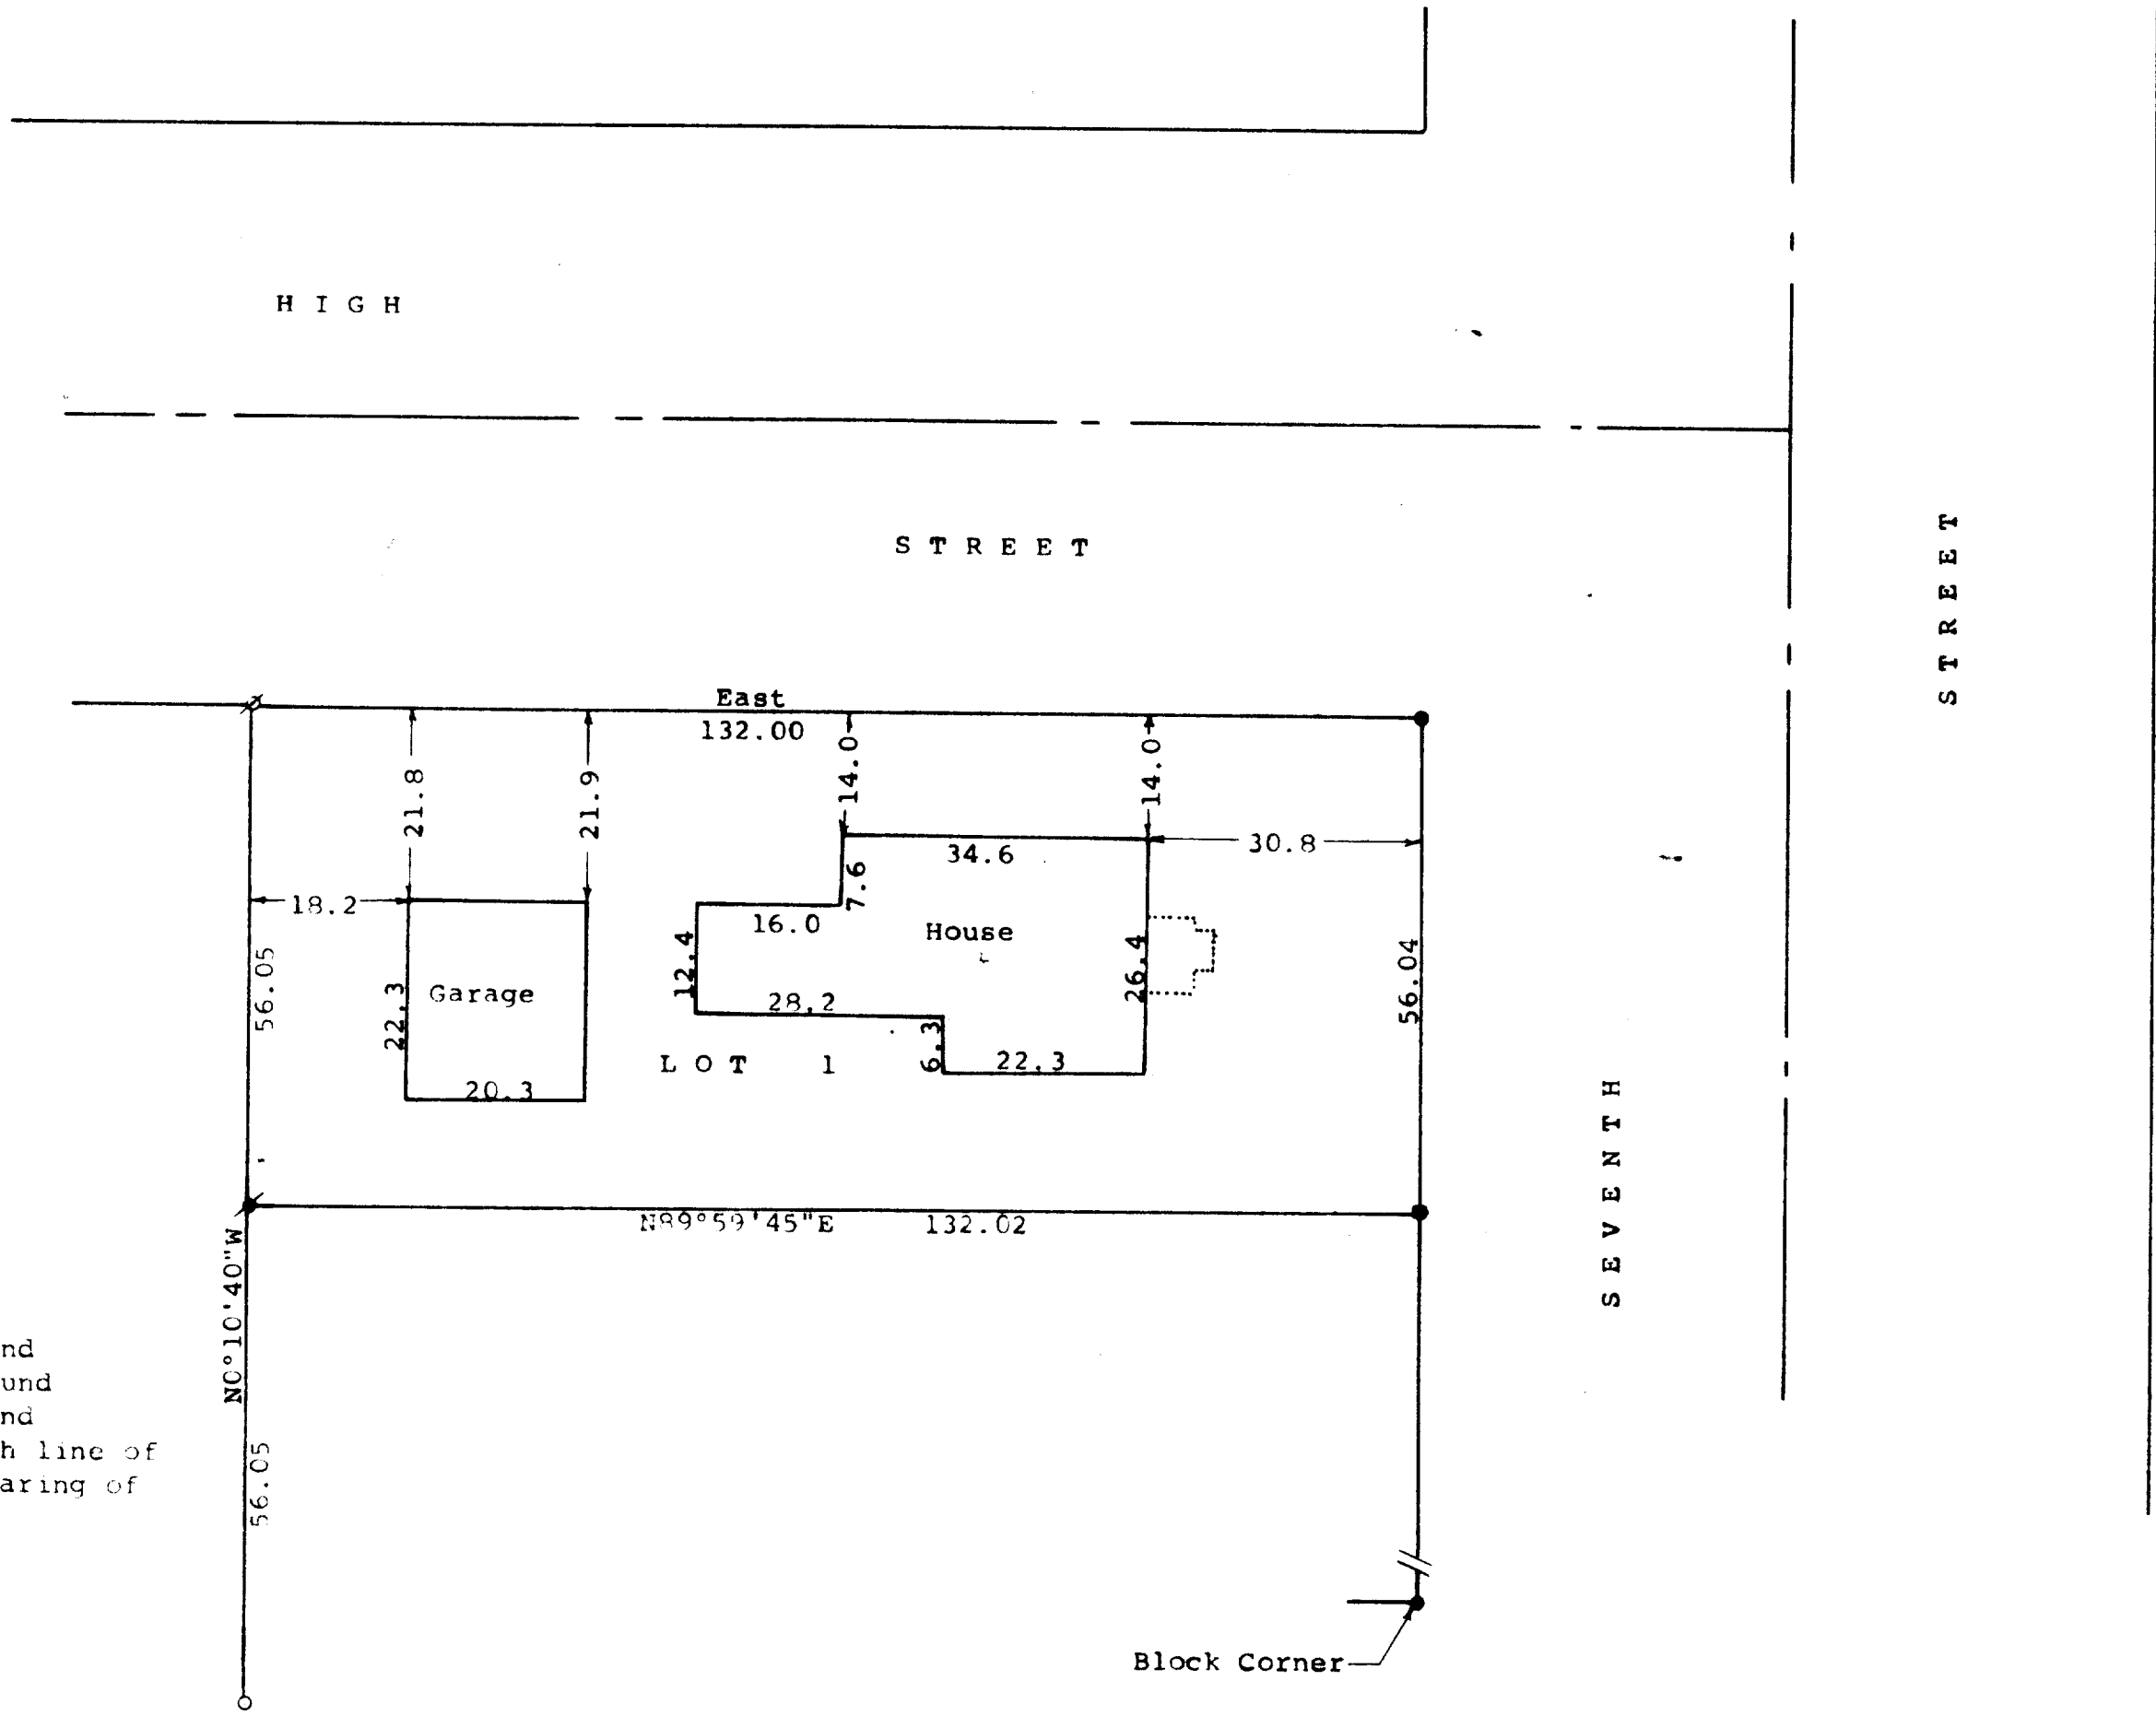 HIGH
STREET
STREET
East
132.00
21.8
21.9
14.0
14.0
30.8
34.6
7.6
18.2
16.0
House
12.4
26.4
56.05
56.04
Garage
22.3
28.2
6.3
LOT 1
22.3
20.3
SEVENTH
N89°59'45"E 132.02
N0°10'40"W
nd
und
nd
h line of
aring of
56.05
Block Corner